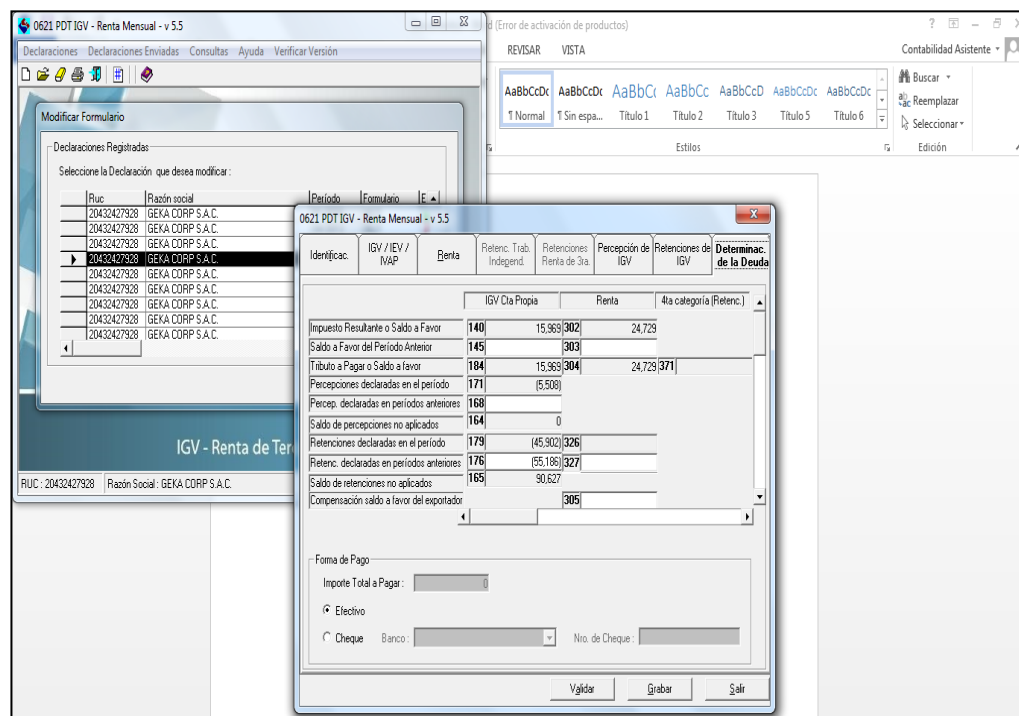 0621 PDT IGV - Renta Mensual - v 5.5
Declaraciones Declaraciones Enviadas Consultas Ayuda Verificar Versión
Modificar Formulario
Declaraciones Registradas
Seleccione la Declaración que desea modificar :
Ruc Razón social Período Formulario E
20432427928 GEKA CORP S.A.C.
20432427928 GEKA CORP S.A.C.
20432427928 GEKA CORP S.A.C.
20432427928 GEKA CORP S.A.C.
20432427928 GEKA CORP S.A.C.
20432427928 GEKA CORP S.A.C.
20432427928 GEKA CORP S.A.C.
20432427928 GEKA CORP S.A.C.
20432427928 GEKA CORP S.A.C.
IGV - Renta de Ter
RUC : 20432427928 Razón Social : GEKA CORP S.A.C.
(Error de activación de productos)
REVISAR VISTA
Contabilidad Asistente
AaBbCcDc AaBbCcDc AaBbC( AaBbCc AaBbCcD AaBbCcDc AaBbCcDc
¶ Normal ¶ Sin espa... Título 1 Título 2 Título 3 Título 5 Título 6
Estilos
Buscar
Reemplazar
Seleccionar
Edición
0621 PDT IGV - Renta Mensual - v 5.5
Identificac. IGV / IEV / IVAP Renta Retenc. Trab. Independ. Retenciones Renta de 3ra. Percepción de IGV Retenciones de IGV Determinac. de la Deuda
IGV Cta Propia Renta 4ta categoría (Retenc.)
Impuesto Resultante o Saldo a Favor 140 15,969 302 24,729
Saldo a Favor del Período Anterior 145 303
Tributo a Pagar o Saldo a favor 184 15,969 304 24,729 371
Percepciones declaradas en el período 171 (5,508)
Percep. declaradas en períodos anteriores 168
Saldo de percepciones no aplicados 164 0
Retenciones declaradas en el período 179 (45,902) 326
Retenc. declaradas en períodos anteriores 176 (55,186) 327
Saldo de retenciones no aplicados 165 90,627
Compensación saldo a favor del exportador 305
Forma de Pago
Importe Total a Pagar : 0
Efectivo
Cheque Banco : Nro. de Cheque :
Validar Grabar Salir